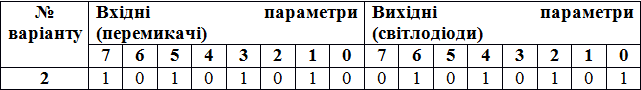 № варіанту Вхідні параметри (перемикачі) Вихідні параметри (світлодіоди)
7 6 5 4 3 2 1 0 7 6 5 4 3 2 1 0
2 1 0 1 0 1 0 1 0 0 1 0 1 0 1 0 1